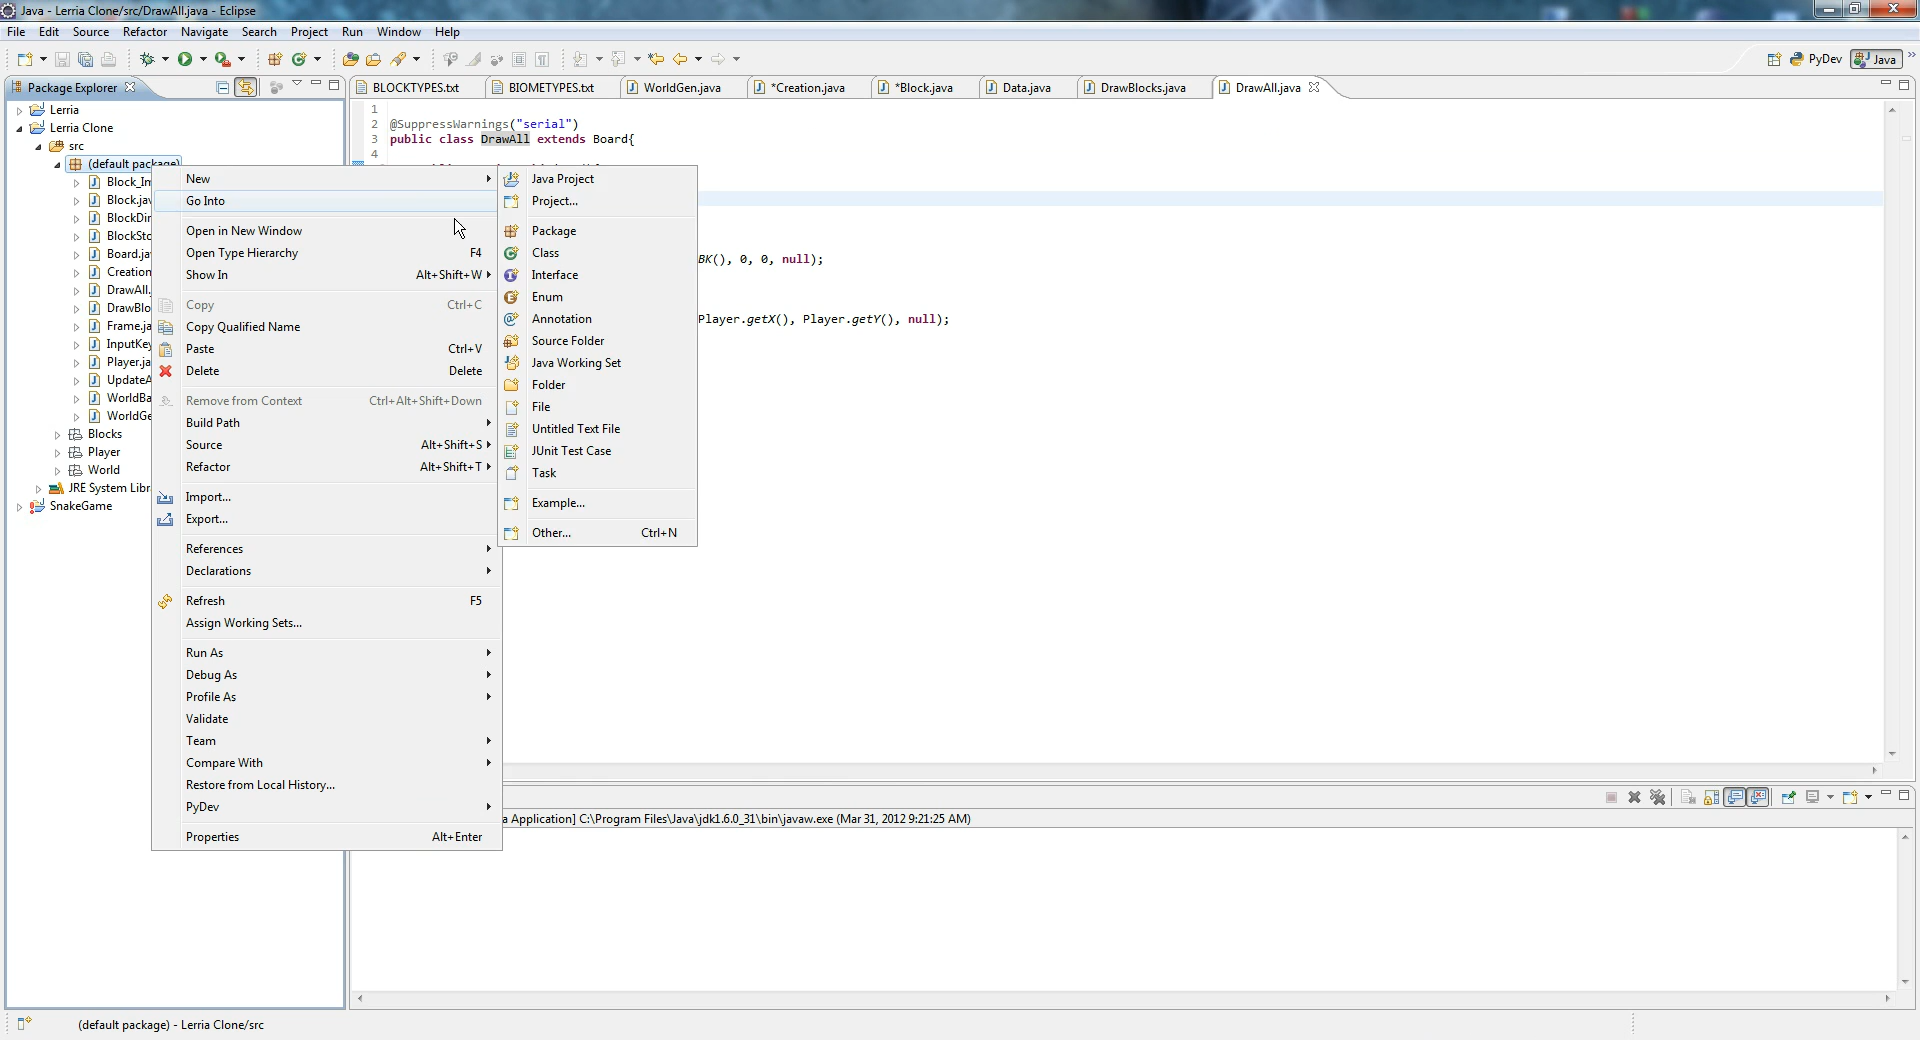 Java - Lerria Clone/src/DrawAll.java - Eclipse
File Edit Source Refactor Navigate Search Project Run Window Help
PyDev Java
Package Explorer
BLOCKTYPES.txt BIOMETYPES.txt WorldGen.java *Creation.java *Block.java Data.java DrawBlocks.java DrawAll.java
Lerria
Lerria Clone
src
(default package)
Block_Im
Block.jav
BlockDir
BlockSto
Board.ja
Creation
DrawAll.
DrawBlo
Frame.ja
InputKey
Player.ja
UpdateA
WorldBa
WorldGe
Blocks
Player
World
JRE System Libr
SnakeGame
1
2 @SuppressWarnings("serial")
3 public class DrawAll extends Board{
4
BK(), 0, 0, null);
Player.getX(), Player.getY(), null);
New
Go Into
Open in New Window
Open Type Hierarchy F4
Show In Alt+Shift+W
Copy Ctrl+C
Copy Qualified Name
Paste Ctrl+V
Delete Delete
Remove from Context Ctrl+Alt+Shift+Down
Build Path
Source Alt+Shift+S
Refactor Alt+Shift+T
Import...
Export...
References
Declarations
Refresh F5
Assign Working Sets...
Run As
Debug As
Profile As
Validate
Team
Compare With
Restore from Local History...
PyDev
Properties Alt+Enter
Java Project
Project...
Package
Class
Interface
Enum
Annotation
Source Folder
Java Working Set
Folder
File
Untitled Text File
JUnit Test Case
Task
Example...
Other... Ctrl+N
a Application] C:\Program Files\Java\jdk1.6.0_31\bin\javaw.exe (Mar 31, 2012 9:21:25 AM)
(default package) - Lerria Clone/src